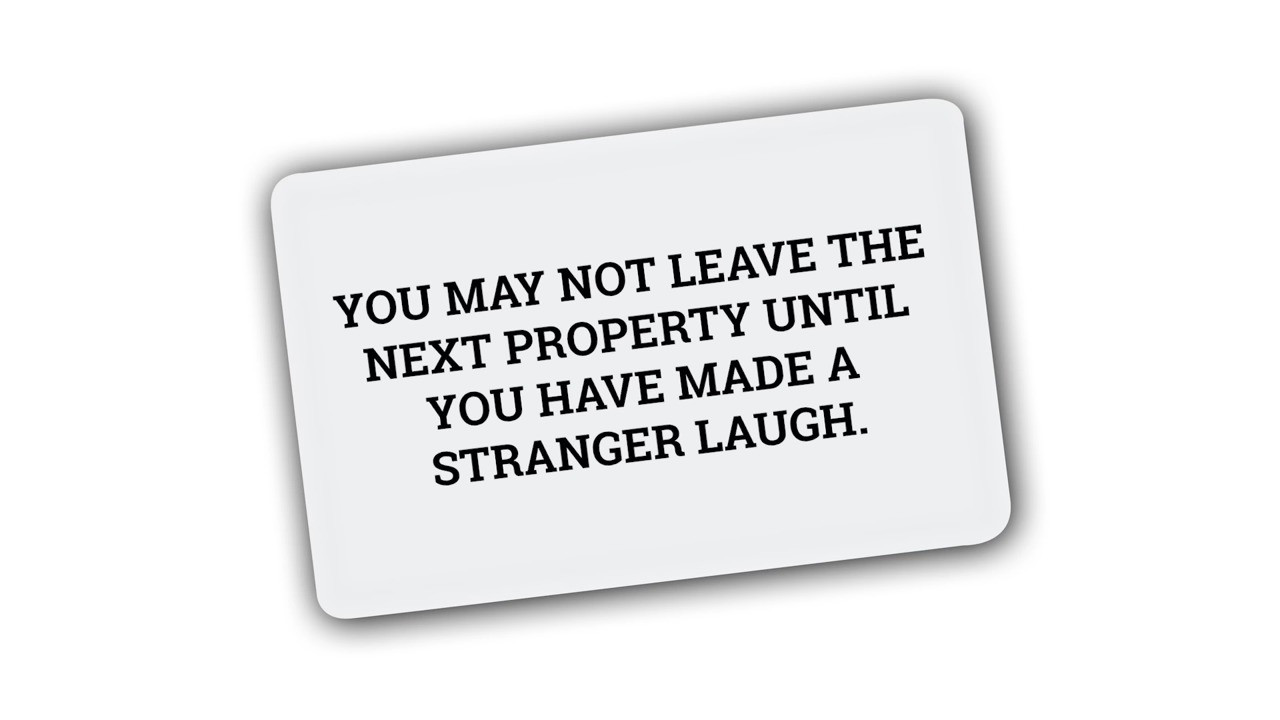 YOU MAY NOT LEAVE THE
NEXT PROPERTY UNTIL
YOU HAVE MADE A
STRANGER LAUGH.